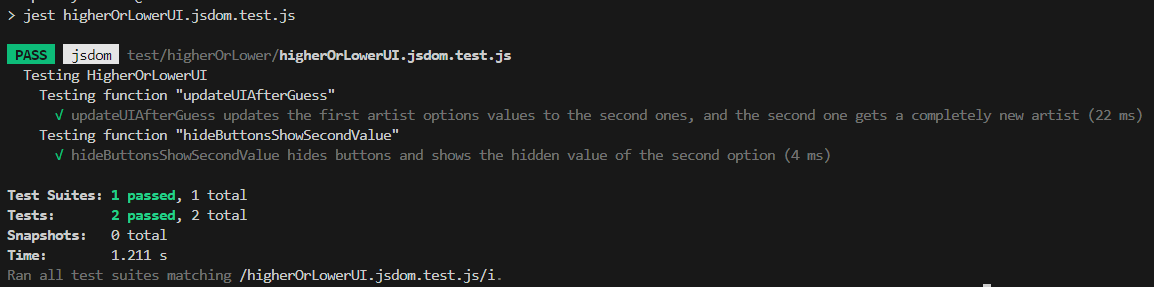 > jest higherOrLowerUI.jsdom.test.js
PASS jsdom test/higherOrLower/higherOrLowerUI.jsdom.test.js
Testing HigherOrLowerUI
Testing function "updateUIAfterGuess"
√ updateUIAfterGuess updates the first artist options values to the second ones, and the second one gets a completely new artist (22 ms)
Testing function "hideButtonsShowSecondValue"
√ hideButtonsShowSecondValue hides buttons and shows the hidden value of the second option (4 ms)
Test Suites: 1 passed, 1 total
Tests: 2 passed, 2 total
Snapshots: 0 total
Time: 1.211 s
Ran all test suites matching /higherOrLowerUI.jsdom.test.js/i.